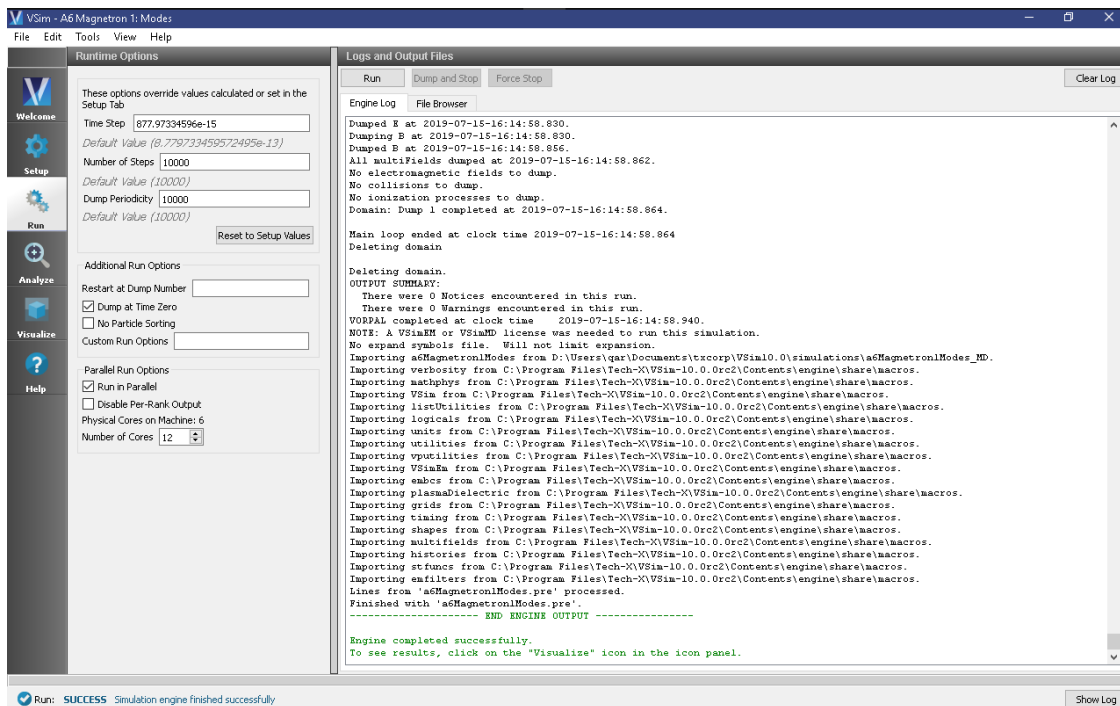 VSim - A6 Magnetron 1: Modes
File Edit Tools View Help
Welcome
Setup
Run
Analyze
Visualize
Help
Runtime Options
These options override values calculated or set in the
Setup Tab
Time Step 877.97334596e-15
Default Value (8.779733459572495e-13)
Number of Steps 10000
Default Value (10000)
Dump Periodicity 10000
Default Value (10000)
Reset to Setup Values
Additional Run Options
Restart at Dump Number
Dump at Time Zero
No Particle Sorting
Custom Run Options
Parallel Run Options
Run in Parallel
Disable Per-Rank Output
Physical Cores on Machine: 6
Number of Cores 12
Logs and Output Files
Run Dump and Stop Force Stop Clear Log
Engine Log File Browser
Dumped E at 2019-07-15-16:14:58.830.
Dumping B at 2019-07-15-16:14:58.830.
Dumped B at 2019-07-15-16:14:58.856.
All multiFields dumped at 2019-07-15-16:14:58.862.
No electromagnetic fields to dump.
No collisions to dump.
No ionization processes to dump.
Domain: Dump 1 completed at 2019-07-15-16:14:58.864.
Main loop ended at clock time 2019-07-15-16:14:58.864
Deleting domain
Deleting domain.
OUTPUT SUMMARY:
There were 0 Notices encountered in this run.
There were 0 Warnings encountered in this run.
VORPAL completed at clock time 2019-07-15-16:14:58.940.
NOTE: A VSimEM or VSimMD license was needed to run this simulation.
No expand symbols file. Will not limit expansion.
Importing a6Magnetron1Modes from D:\Users\qar\Documents\txcorp\VSim10.0\simulations\a6Magnetron1Modes_MD.
Importing verbosity from C:\Program Files\Tech-X\VSim-10.0.0rc2\Contents\engine\share\macros.
Importing mathphys from C:\Program Files\Tech-X\VSim-10.0.0rc2\Contents\engine\share\macros.
Importing VSim from C:\Program Files\Tech-X\VSim-10.0.0rc2\Contents\engine\share\macros.
Importing listUtilities from C:\Program Files\Tech-X\VSim-10.0.0rc2\Contents\engine\share\macros.
Importing logicals from C:\Program Files\Tech-X\VSim-10.0.0rc2\Contents\engine\share\macros.
Importing units from C:\Program Files\Tech-X\VSim-10.0.0rc2\Contents\engine\share\macros.
Importing utilities from C:\Program Files\Tech-X\VSim-10.0.0rc2\Contents\engine\share\macros.
Importing vputilities from C:\Program Files\Tech-X\VSim-10.0.0rc2\Contents\engine\share\macros.
Importing VSimEm from C:\Program Files\Tech-X\VSim-10.0.0rc2\Contents\engine\share\macros.
Importing embcs from C:\Program Files\Tech-X\VSim-10.0.0rc2\Contents\engine\share\macros.
Importing plasmaDielectric from C:\Program Files\Tech-X\VSim-10.0.0rc2\Contents\engine\share\macros.
Importing grids from C:\Program Files\Tech-X\VSim-10.0.0rc2\Contents\engine\share\macros.
Importing timing from C:\Program Files\Tech-X\VSim-10.0.0rc2\Contents\engine\share\macros.
Importing shapes from C:\Program Files\Tech-X\VSim-10.0.0rc2\Contents\engine\share\macros.
Importing multifields from C:\Program Files\Tech-X\VSim-10.0.0rc2\Contents\engine\share\macros.
Importing histories from C:\Program Files\Tech-X\VSim-10.0.0rc2\Contents\engine\share\macros.
Importing stfuncs from C:\Program Files\Tech-X\VSim-10.0.0rc2\Contents\engine\share\macros.
Importing emfilters from C:\Program Files\Tech-X\VSim-10.0.0rc2\Contents\engine\share\macros.
Lines from 'a6Magnetron1Modes.pre' processed.
Finished with 'a6Magnetron1Modes.pre'.
--------------------- END ENGINE OUTPUT ----------------
Engine completed successfully.
To see results, click on the "Visualize" icon in the icon panel.
Run: SUCCESS Simulation engine finished successfully
Show Log